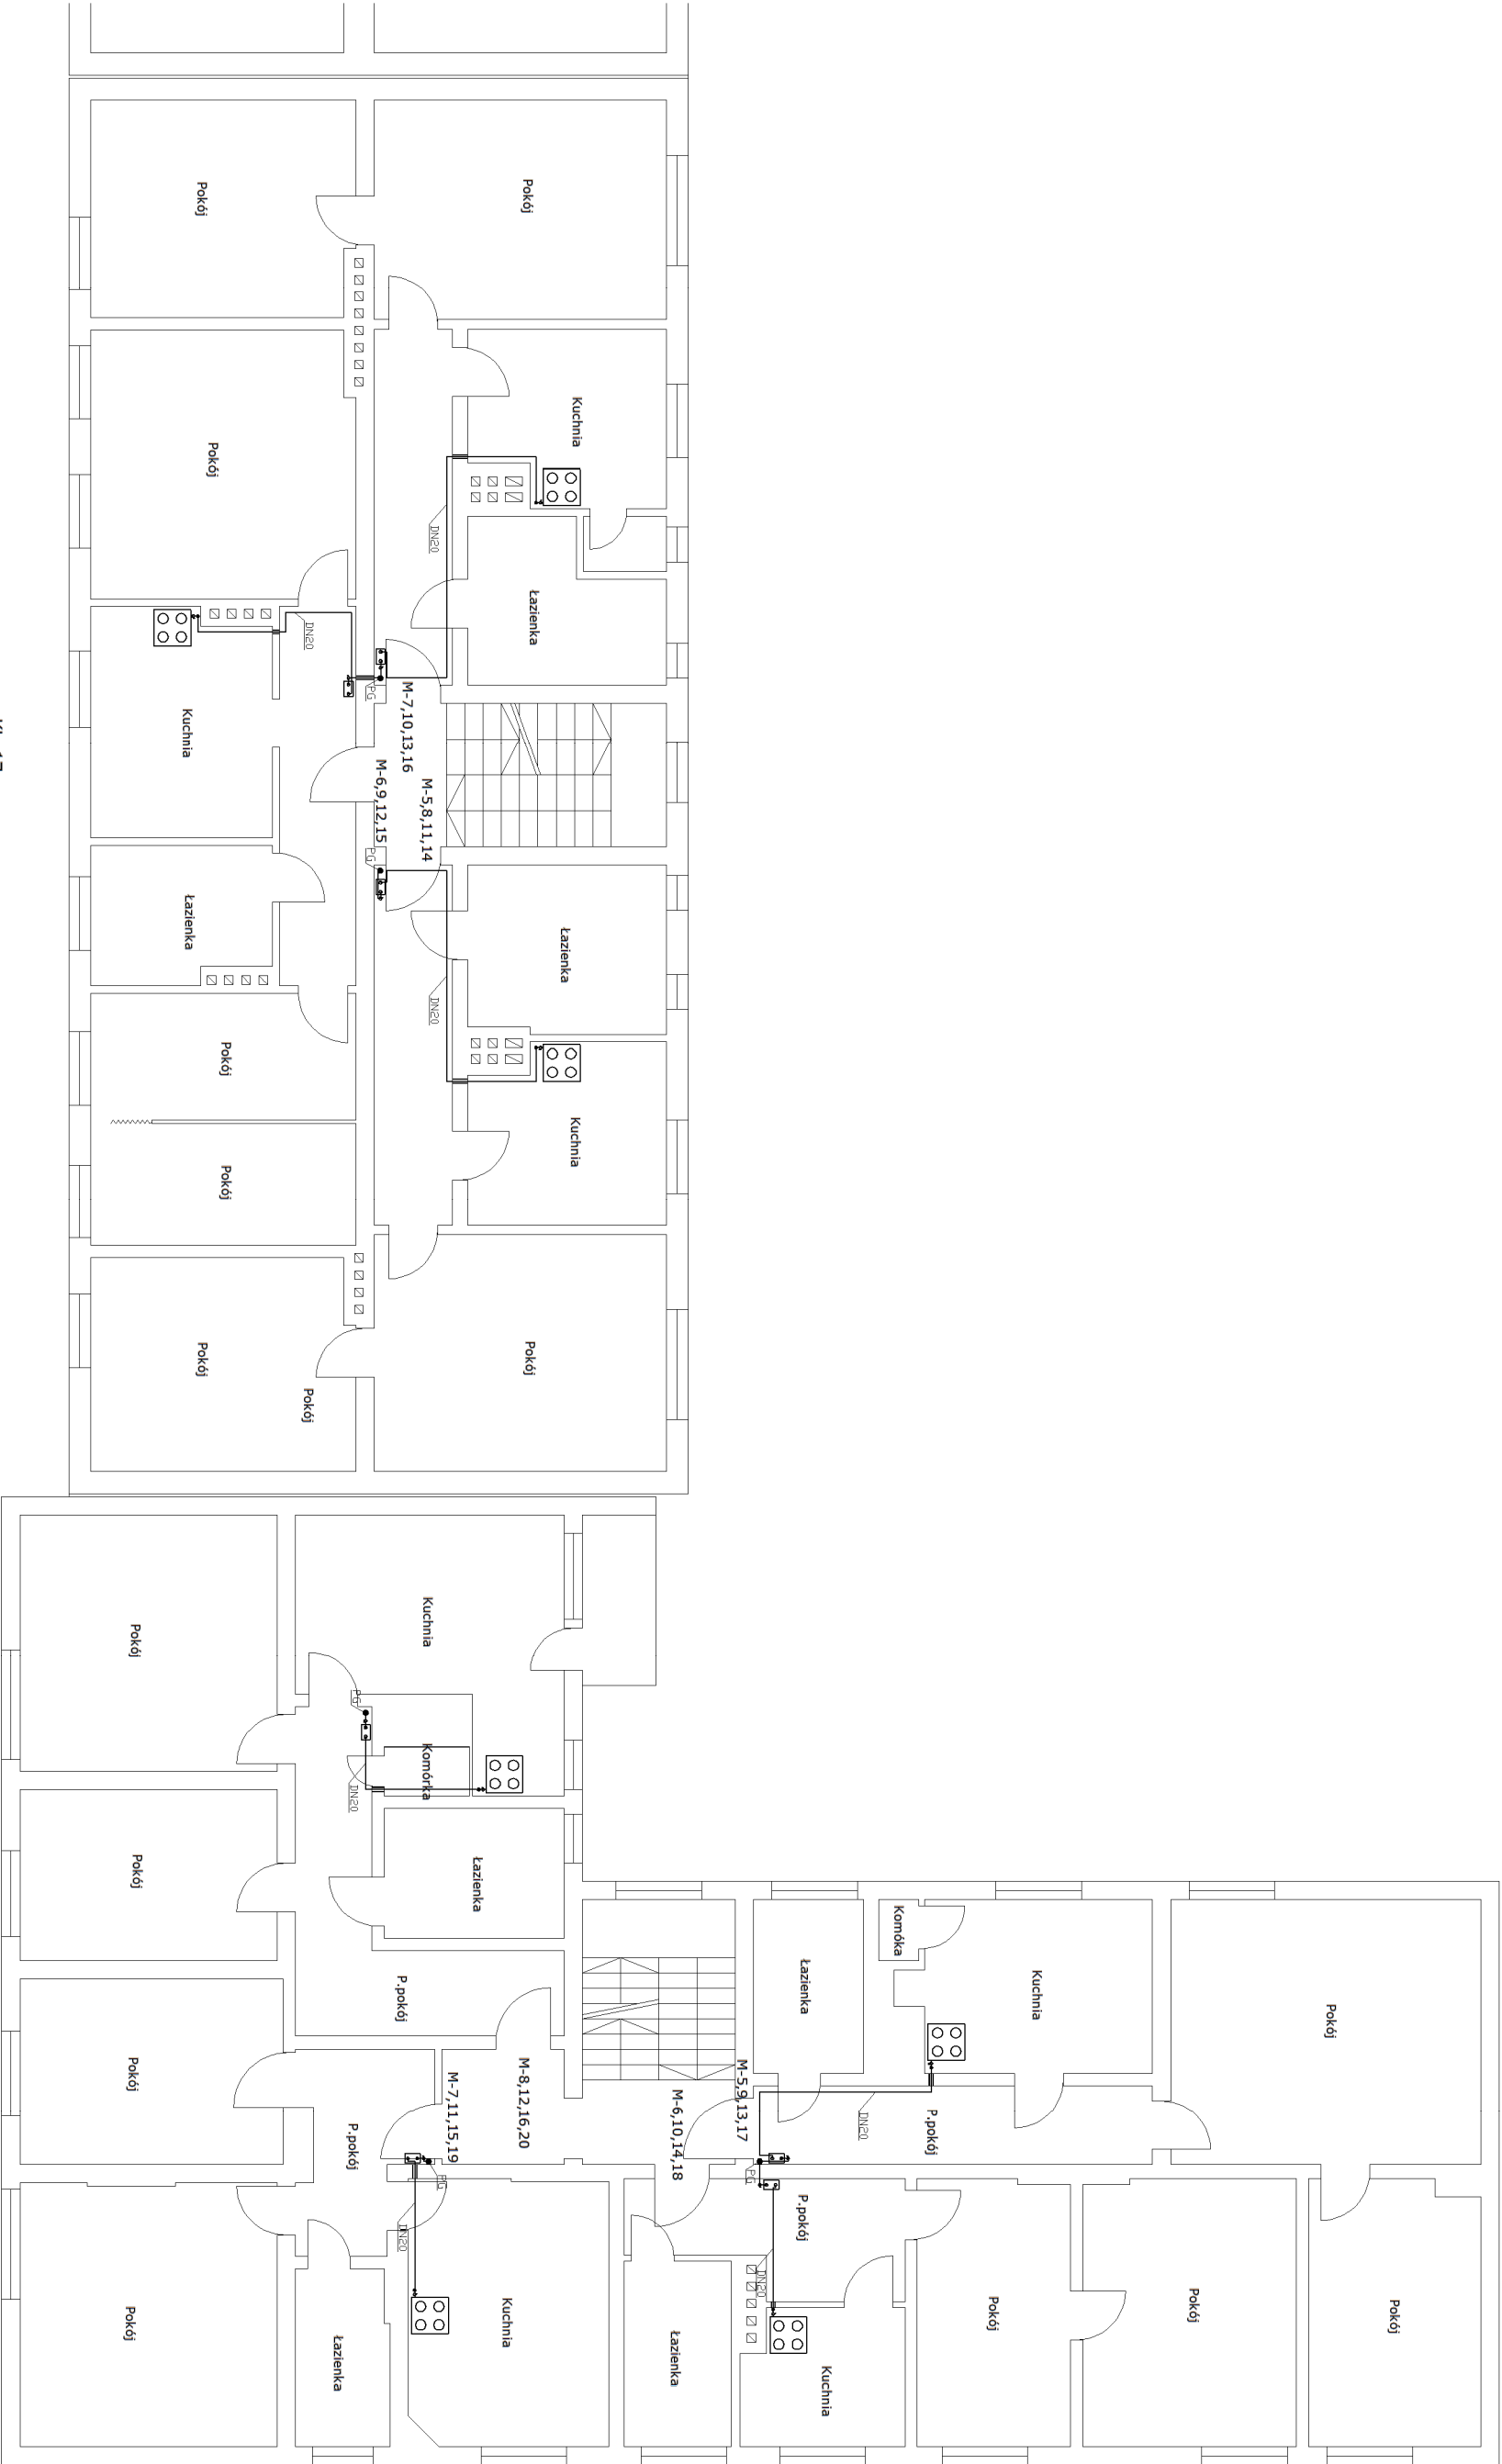 Pokój
Pokój
Kuchnia
Pokój
DN20
Łazienka
DN20
PG
M-7,10,13,16
Kuchnia
M-6,9,12,15
M-5,8,11,14
PG
Łazienka
Łazienka
DN20
Pokój
Kuchnia
Pokój
Pokój
Pokój
Pokój
Kuchnia
Pokój
PG
Komórka
DN20
Pokój
Łazienka
Komóka
Łazienka
Kuchnia
P.pokój
Pokój
Pokój
M-8,12,16,20
M-5,9,13,17
M-7,11,15,19
M-6,10,14,18
DN20
P.pokój
P.pokój
PG
PG
P.pokój
DN20
DN20
Pokój
Łazienka
Kuchnia
Łazienka
Kuchnia
Pokój
Pokój
Pokój